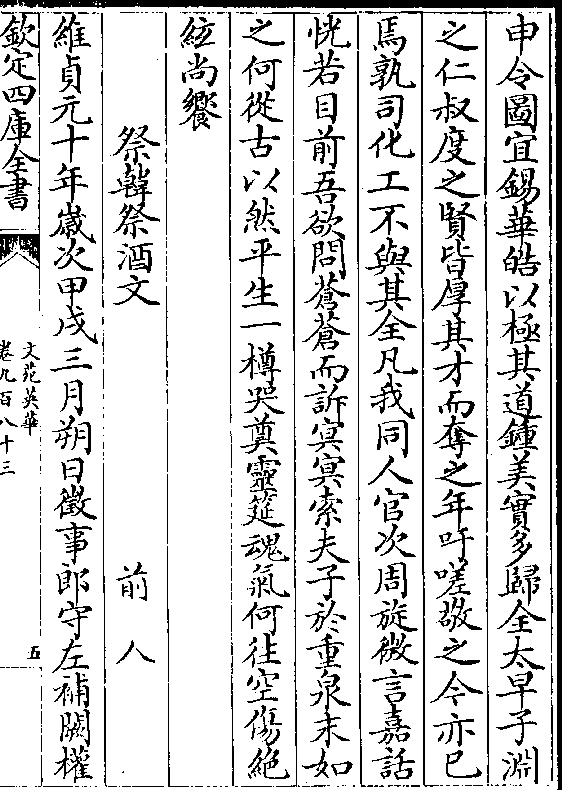 申令圖宜錫華皓以極其道鍾美實多歸全太早子淵
之仁叔度之賢皆厚其才而奪之年吁嗟敬之今亦已
焉孰司化工不與其全凡我同人官次周旋微言嘉話
恍若目前吾欲問蒼蒼而訴冥冥索夫子於重泉末如
之何從古以然平生一樽哭奠靈筵魂氣何往空傷絶
絃尚饗
祭韓祭酒文 前人
維貞元十年嵗次甲戌三月朔日徵事郎守左補闕權
欽定四庫全書
文苑英華
卷九百八十三
五